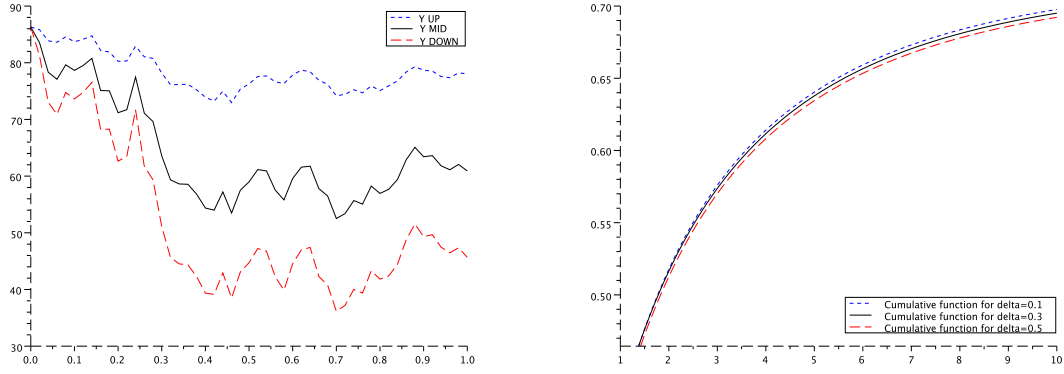 90
80
70
60
50
40
30
0.0 0.1 0.2 0.3 0.4 0.5 0.6 0.7 0.8 0.9 1.0
Y UP
Y MID
Y DOWN
0.70
0.65
0.60
0.55
0.50
1 2 3 4 5 6 7 8 9 10
Cumulative function for delta=0.1
Cumulative function for delta=0.3
Cumulative function for delta=0.5